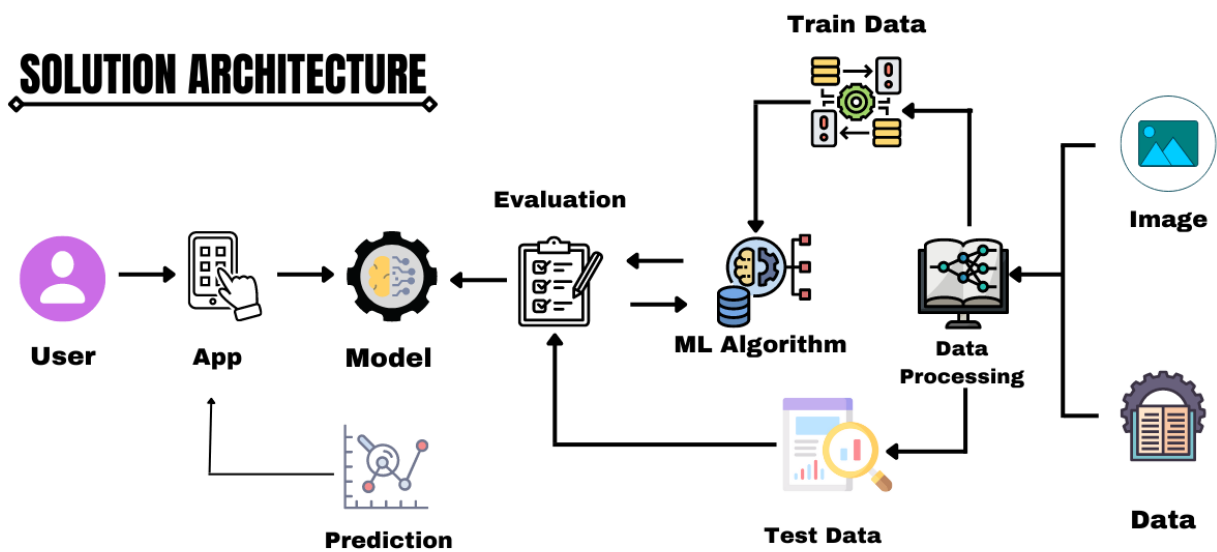 SOLUTION ARCHITECTURE
Train Data
Evaluation
Image
User
App
Model
ML Algorithm
Data
Processing
Prediction
Test Data
Data